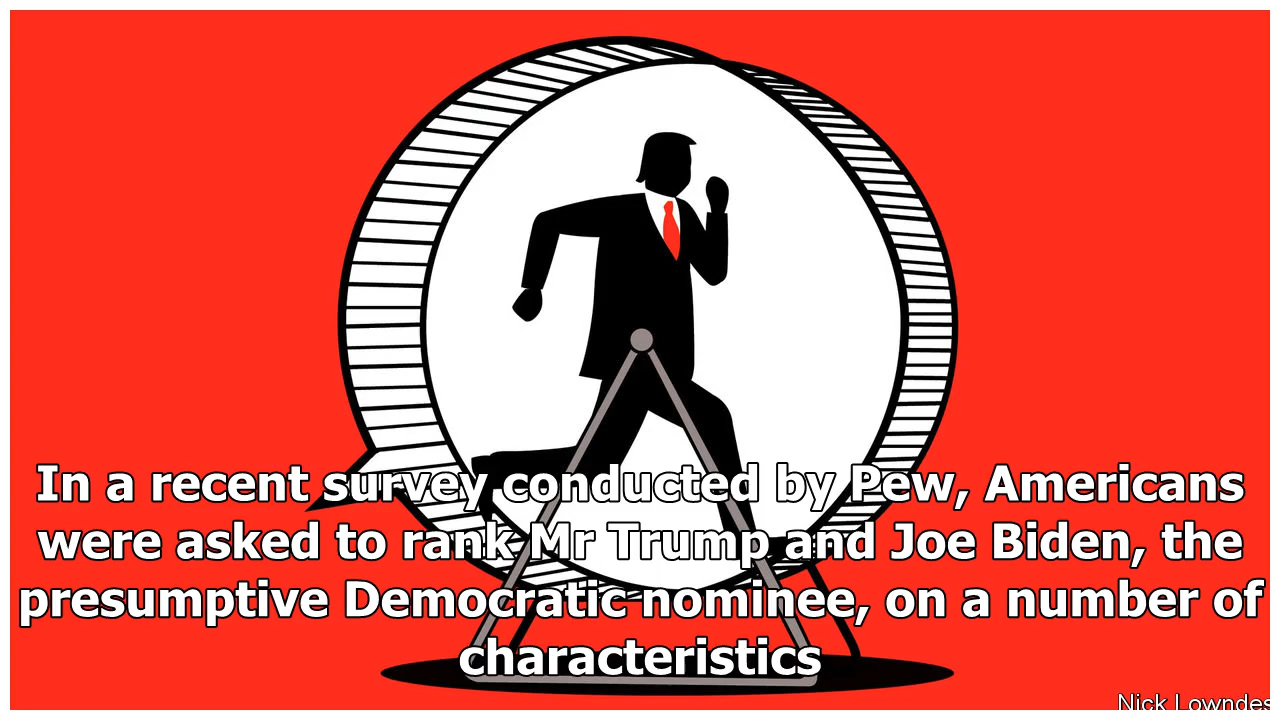 In a recent survey conducted by Pew, Americans
were asked to rank Mr Trump and Joe Biden, the
presumptive Democratic nominee, on a number of
characteristics
Nick Lowndes